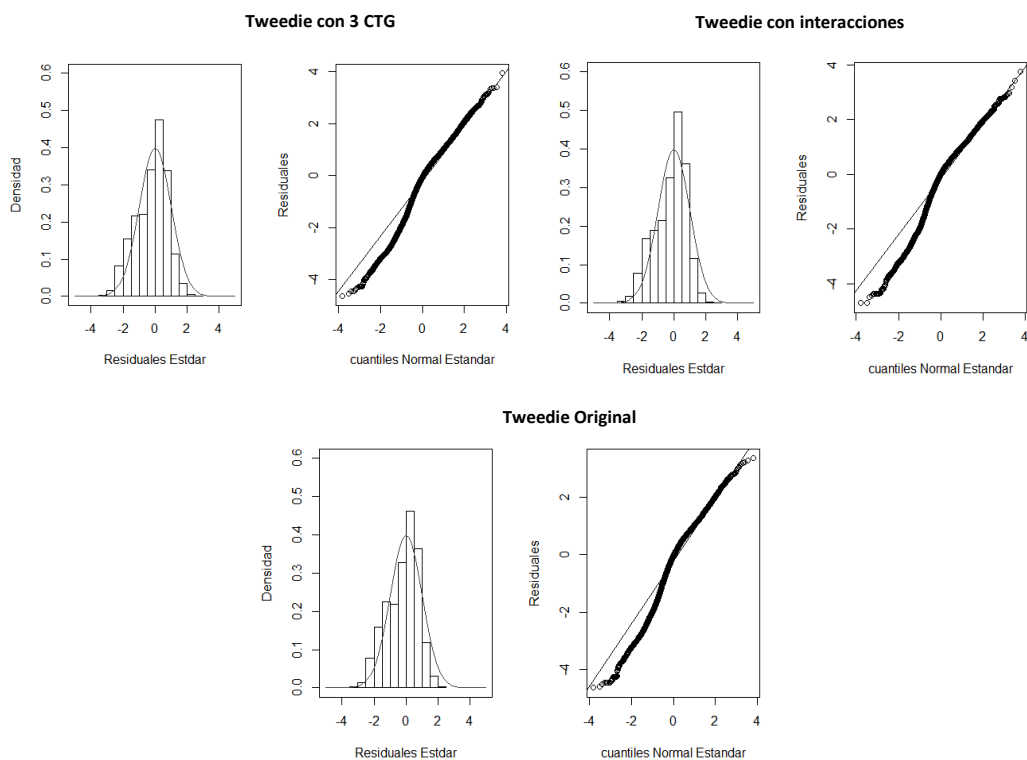 Tweedie con 3 CTG
Densidad
0.0 0.1 0.2 0.3 0.4 0.5 0.6
-4 -2 0 2 4
Residuales Estdar
Residuales
-4 -2 0 2 4
-4 -2 0 2 4
cuantiles Normal Estandar
Tweedie con interacciones
Densidad
0.0 0.1 0.2 0.3 0.4 0.5 0.6
-4 -2 0 2 4
Residuales Estdar
Residuales
-4 -2 0 2 4
-4 -2 0 2 4
cuantiles Normal Estandar
Tweedie Original
Densidad
0.0 0.1 0.2 0.3 0.4 0.5 0.6
-4 -2 0 2 4
Residuales Estdar
Residuales
-4 -2 0 2
-4 -2 0 2 4
cuantiles Normal Estandar